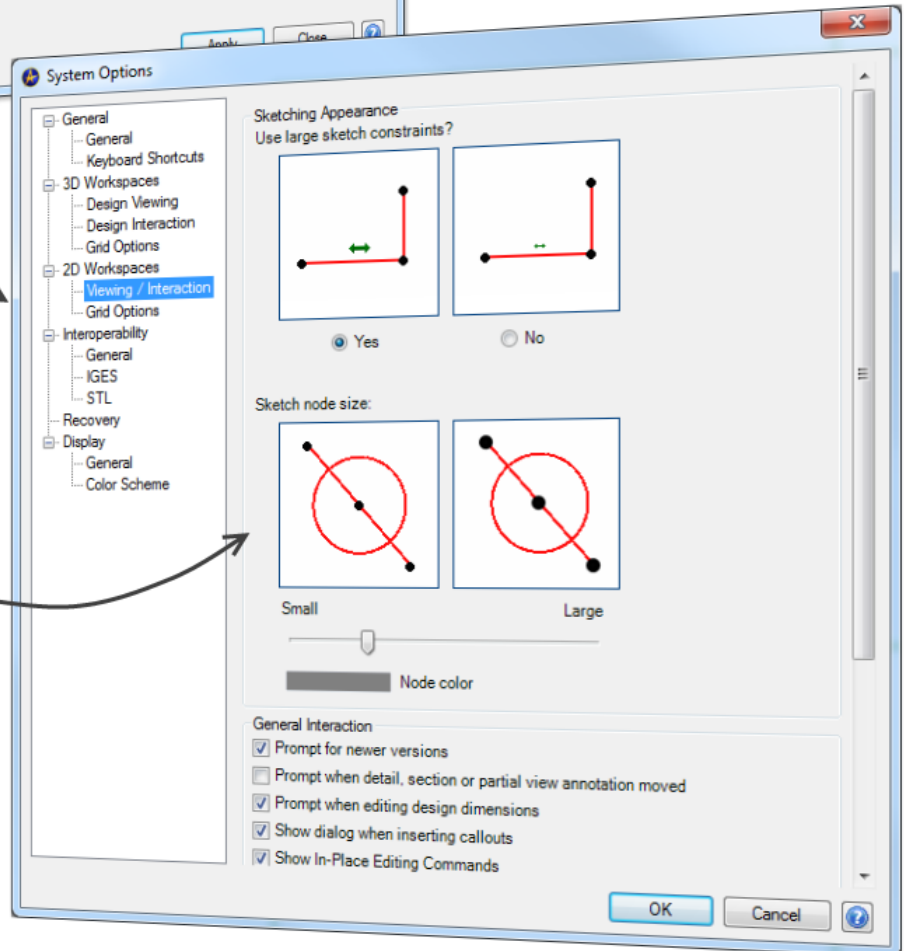 Apply Close
System Options
General
General
Keyboard Shortcuts
3D Workspaces
Design Viewing
Design Interaction
Grid Options
2D Workspaces
Viewing / Interaction
Grid Options
Interoperability
General
IGES
STL
Recovery
Display
General
Color Scheme
Sketching Appearance
Use large sketch constraints?
Yes No
Sketch node size:
Small Large
Node color
General Interaction
Prompt for newer versions
Prompt when detail, section or partial view annotation moved
Prompt when editing design dimensions
Show dialog when inserting callouts
Show In-Place Editing Commands
OK Cancel